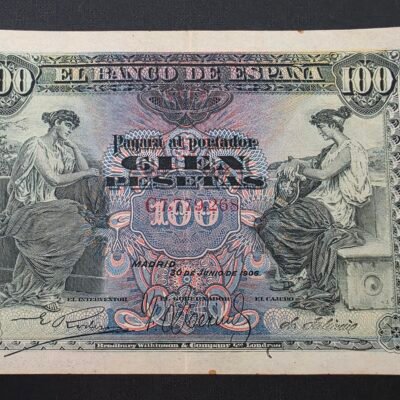 100 EL BANCO DE ESPAÑA 100
Pagará al portador
CIEN
PESETAS
100
MADRID
30 DE JUNIO DE 1906.
EL INTERVENTOR EL GOBERNADOR EL CAJERO
Bradbury Wilkinson & Company Londres